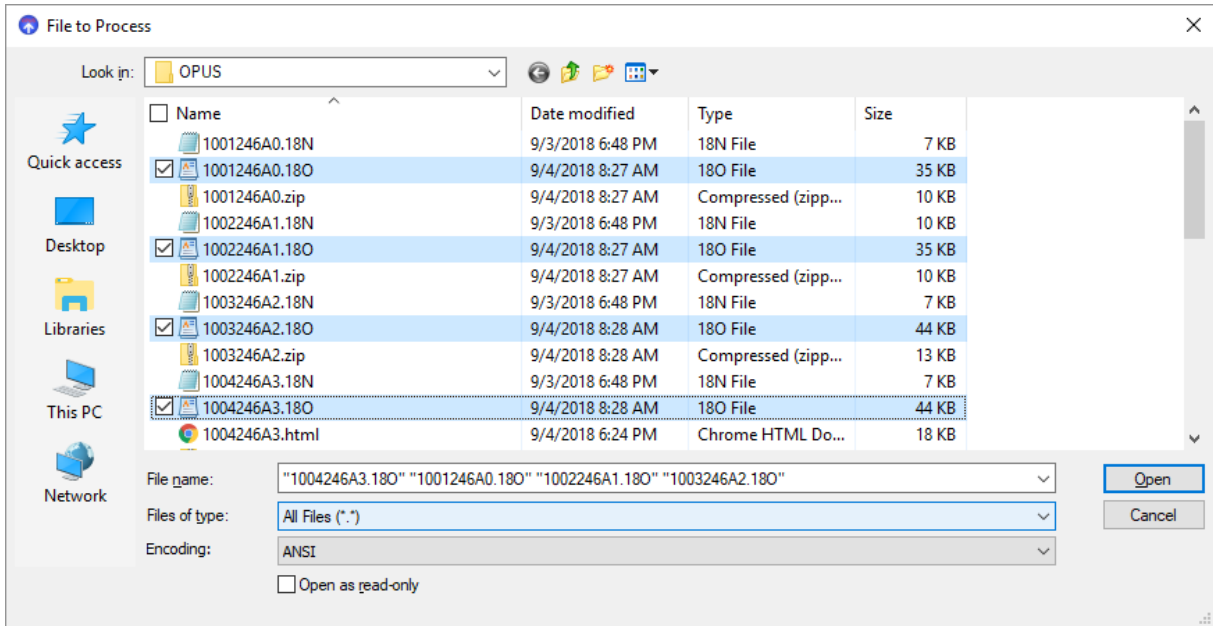 File to Process
Look in: OPUS
Name Date modified Type Size
1001246A0.18N 9/3/2018 6:48 PM 18N File 7 KB
1001246A0.18O 9/4/2018 8:27 AM 18O File 35 KB
1001246A0.zip 9/4/2018 8:27 AM Compressed (zipp... 10 KB
1002246A1.18N 9/3/2018 6:48 PM 18N File 10 KB
1002246A1.18O 9/4/2018 8:27 AM 18O File 35 KB
1002246A1.zip 9/4/2018 8:27 AM Compressed (zipp... 10 KB
1003246A2.18N 9/3/2018 6:48 PM 18N File 7 KB
1003246A2.18O 9/4/2018 8:28 AM 18O File 44 KB
1003246A2.zip 9/4/2018 8:28 AM Compressed (zipp... 13 KB
1004246A3.18N 9/3/2018 6:48 PM 18N File 7 KB
1004246A3.18O 9/4/2018 8:28 AM 18O File 44 KB
1004246A3.html 9/4/2018 6:24 PM Chrome HTML Do... 18 KB
Quick access
Desktop
Libraries
This PC
Network
File name: "1004246A3.18O" "1001246A0.18O" "1002246A1.18O" "1003246A2.18O" Open
Files of type: All Files (*.*) Cancel
Encoding: ANSI
Open as read-only